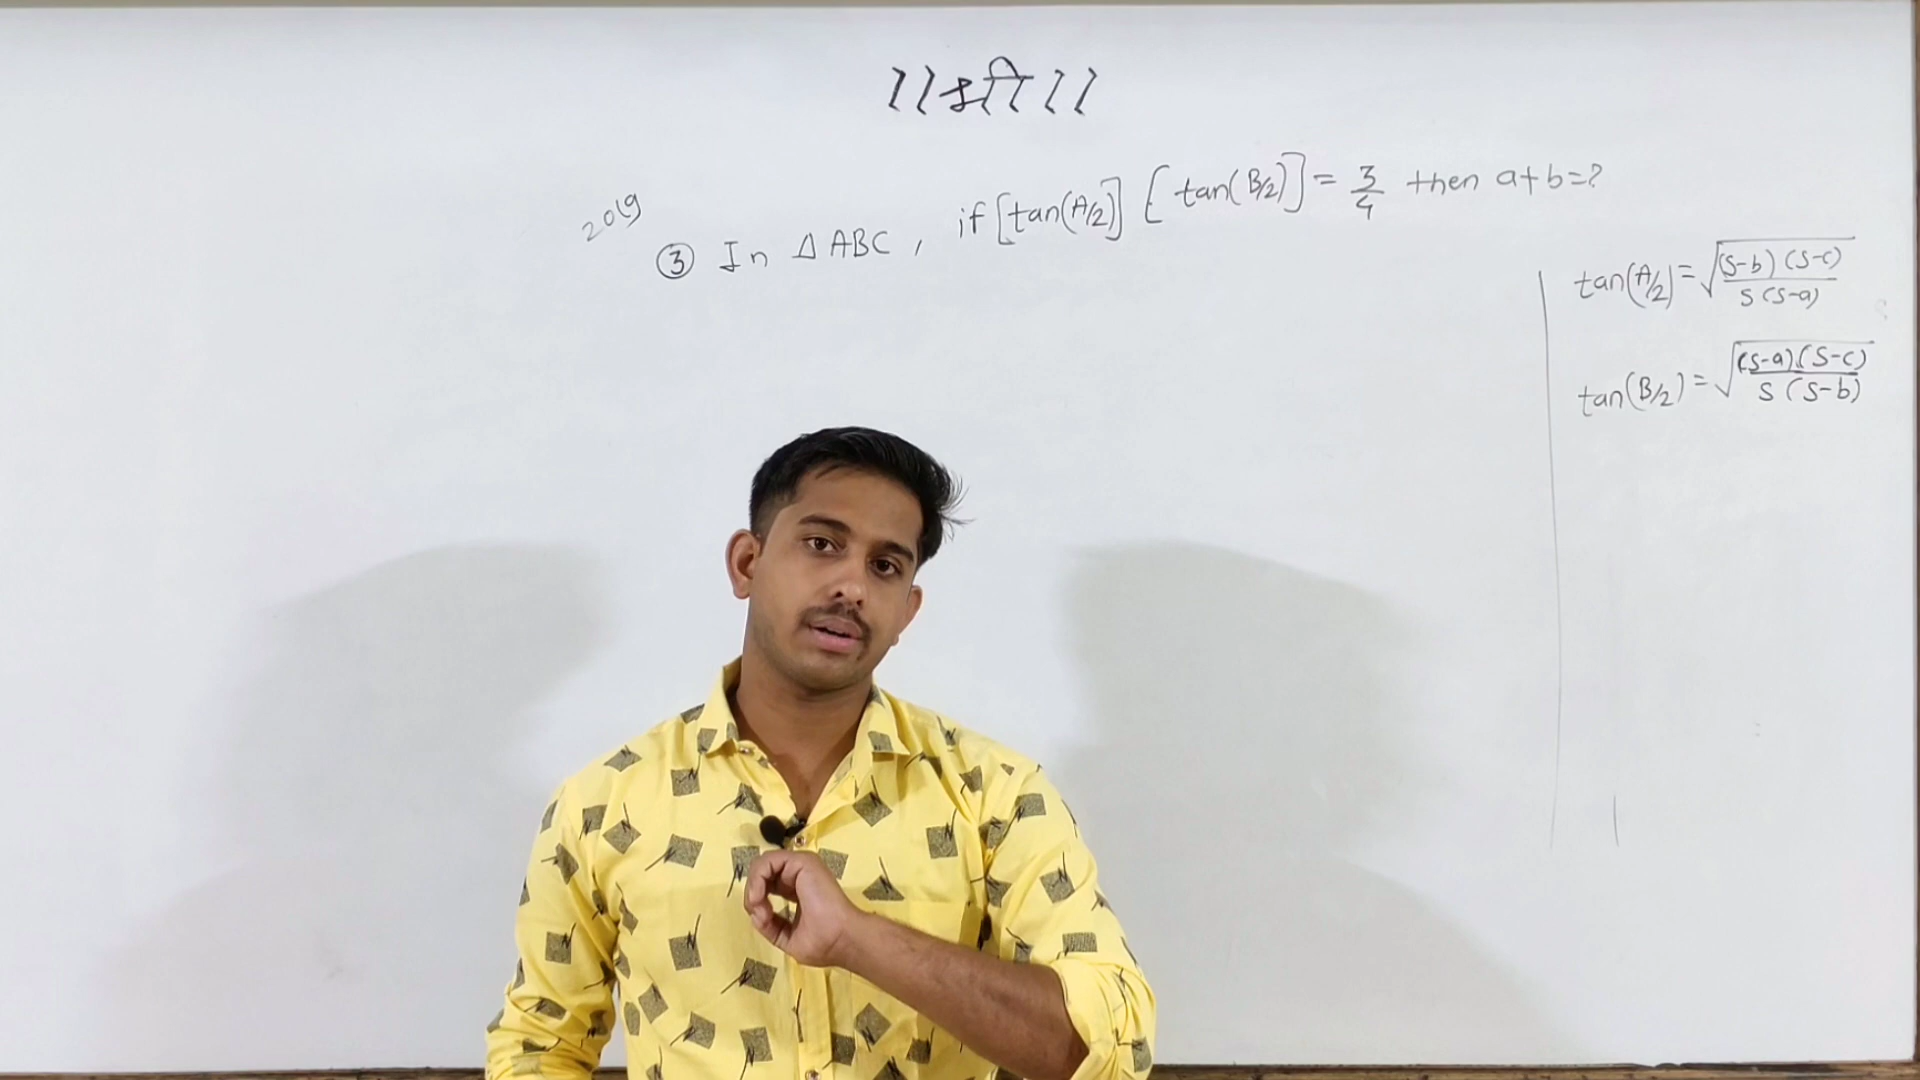 ।।श्री।।
2019
③ In Δ ABC, if [tan(A/2)] [tan(B/2)] = 3/4 then a+b=?
tan(A/2) = √((s-b)(s-c) / s(s-a))
tan(B/2) = √((s-a)(s-c) / s(s-b))